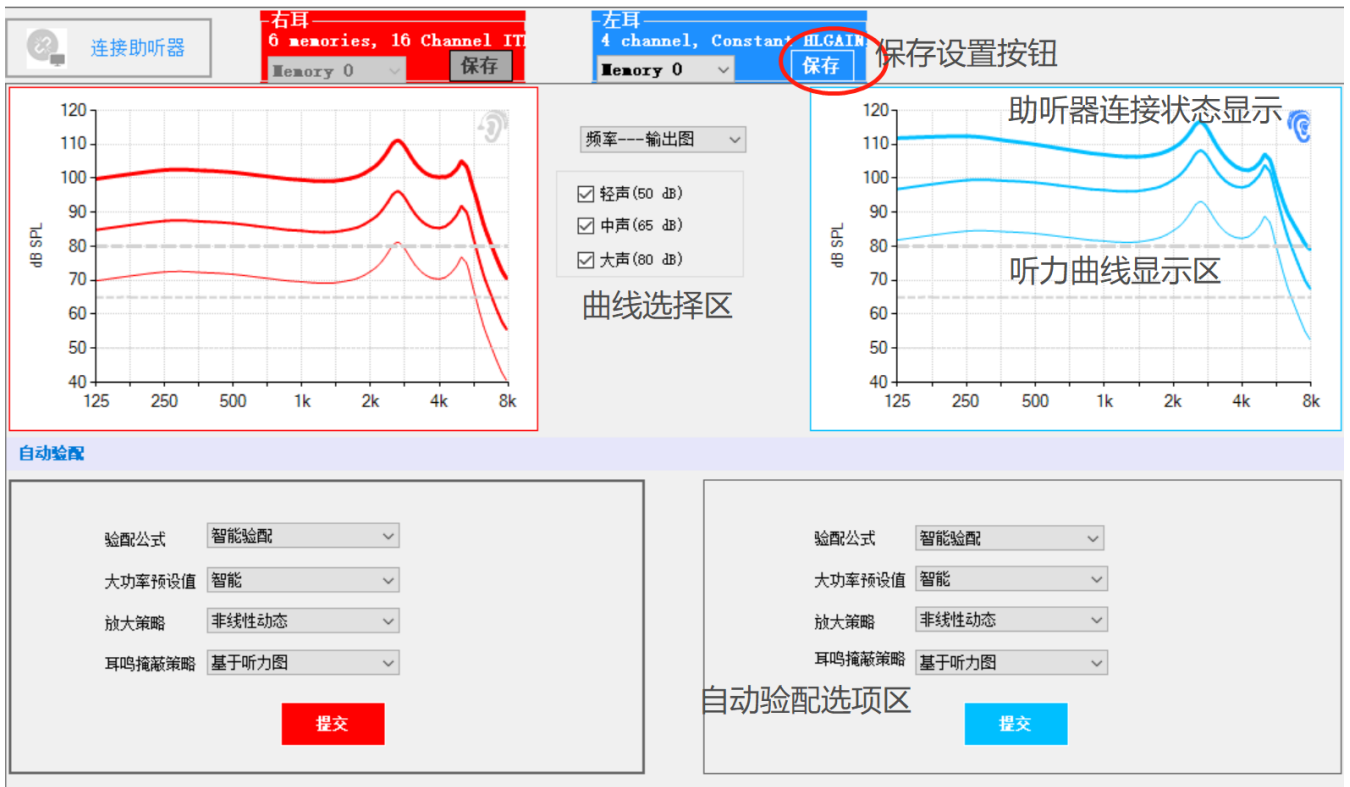 连接助听器
右耳
6 memories, 16 Channel IT
Memory 0
保存
左耳
4 channel, Constant HLGAIN
Memory 0
保存
保存设置按钮
120
110
100
90
80
70
60
50
40
dB SPL
125 250 500 1k 2k 4k 8k
频率---输出图
轻声(50 dB)
中声(65 dB)
大声(80 dB)
曲线选择区
助听器连接状态显示
120
110
100
90
80
70
60
50
40
dB SPL
听力曲线显示区
125 250 500 1k 2k 4k 8k
自动验配
验配公式 智能验配
大功率预设值 智能
放大策略 非线性动态
耳鸣掩蔽策略 基于听力图
提交
验配公式 智能验配
大功率预设值 智能
放大策略 非线性动态
耳鸣掩蔽策略 基于听力图
自动验配选项区
提交